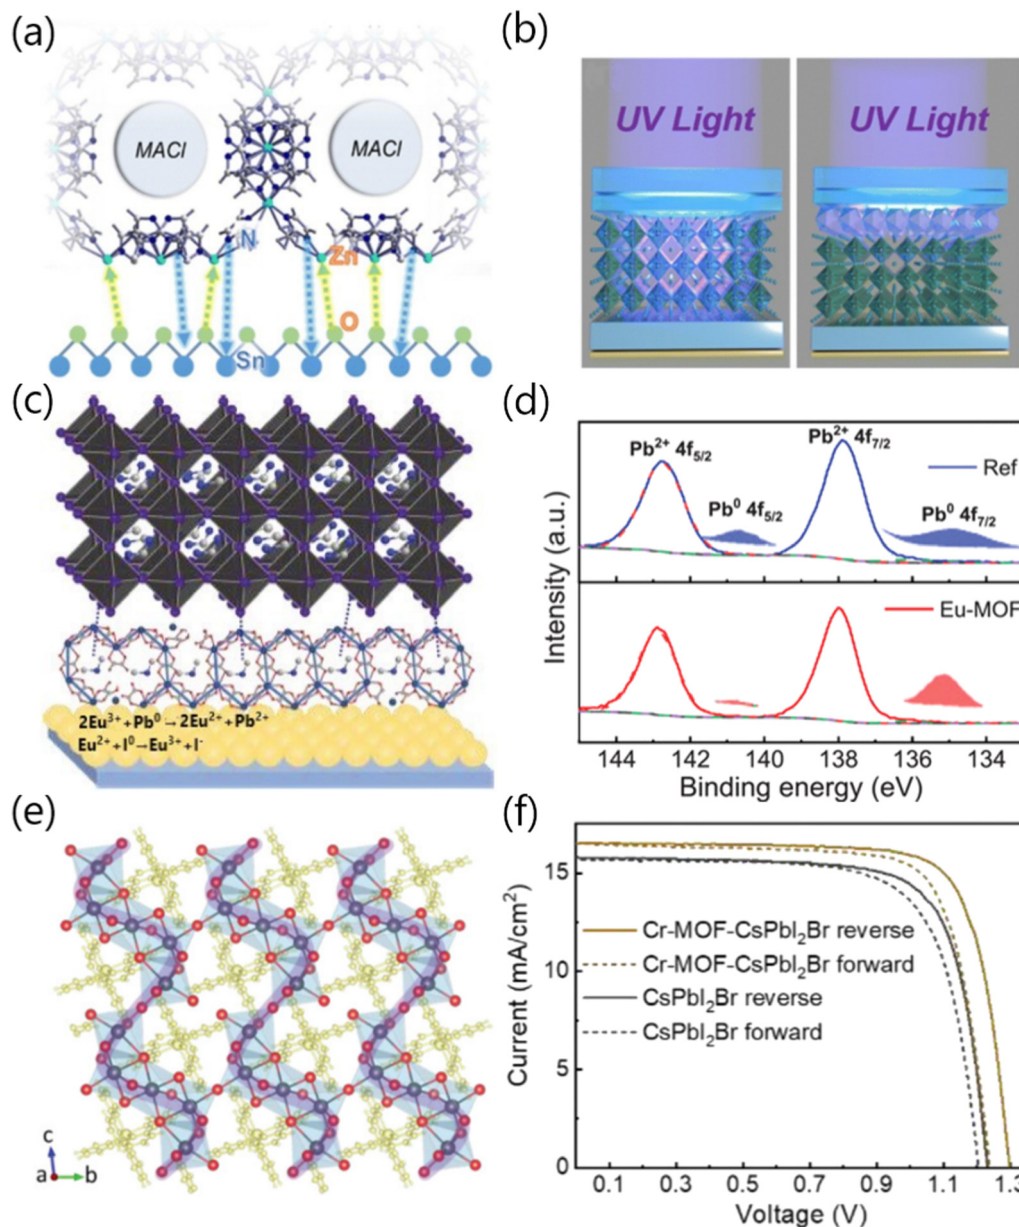 (a)
MACl
MACl
N
Zn
O
Sn
(b)
UV Light
UV Light
(c)
2Eu³⁺+Pb⁰→2Eu²⁺+Pb²⁺
Eu²⁺+I⁰→Eu³⁺+I⁻
(d)
Pb²⁺ 4f₅/₂
Pb²⁺ 4f₇/₂
Ref
Pb⁰ 4f₅/₂
Pb⁰ 4f₇/₂
Eu-MOF
Intensity (a.u.)
144 142 140 138 136 134
Binding energy (eV)
(e)
c
a
b
(f)
15
15
5
0
Cr-MOF-CsPbI₂Br reverse
Cr-MOF-CsPbI₂Br forward
CsPbI₂Br reverse
CsPbI₂Br forward
Current (mA/cm²)
0.1 0.3 0.5 0.7 0.9 1.1 1.3
Voltage (V)